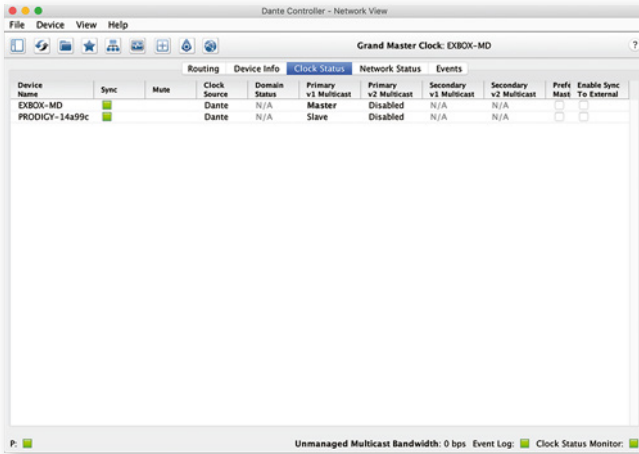 Dante Controller - Network View
File Device View Help
Grand Master Clock: EXBOX-MD
?
Routing Device Info Clock Status Network Status Events
Device Name Sync Mute Clock Source Domain Status Primary v1 Multicast Primary v2 Multicast Secondary v1 Multicast Secondary v2 Multicast Prefe Mast Enable Sync To External
EXBOX-MD Dante N/A Master Disabled N/A N/A
PRODIGY-14a99c Dante N/A Slave Disabled N/A N/A
P: Unmanaged Multicast Bandwidth: 0 bps Event Log: Clock Status Monitor: